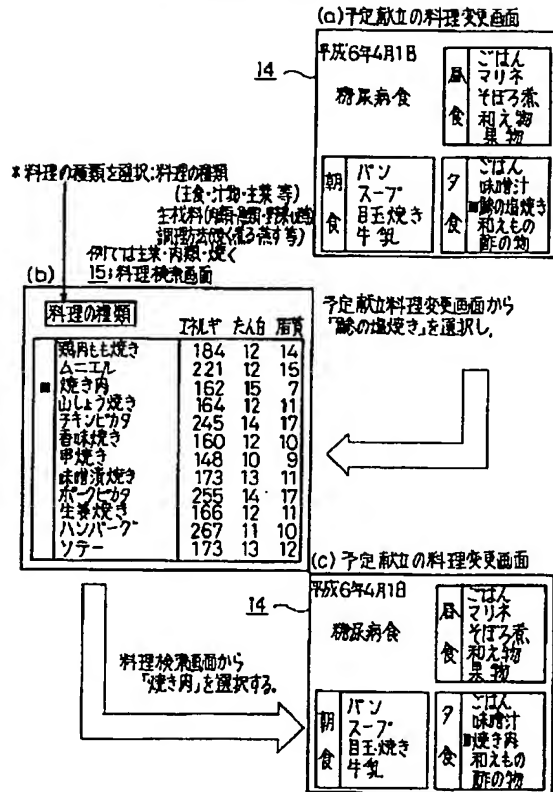 (a)予定献立の料理変更画面
14
平成6年4月1日
糖尿病食
昼食
ごはん
マリネ
そぼろ煮
和え物
果物
朝食
パン
スープ
目玉焼き
牛乳
夕食
ごはん
味噌汁
■鯵の塩焼き
和えもの
酢の物
*料理の種類を選択:料理の種類
(主食・汁物・主菜 等)
主材料(肉類・魚類・野菜
調理方法(焼く・煮る・蒸す等)
例では主菜・肉類・焼く
(b) 15:料理検索画面
料理の種類 エネルギ たん白 脂質
鶏肉もも焼き 184 12 14
ムニエル 221 12 15
■ 焼き肉 162 15 7
山しょう焼き 164 12 11
チキンピカタ 245 14 17
香味焼き 160 12 10
串焼き 148 10 9
味噌漬焼き 173 13 11
ポークピカタ 255 14 17
生姜焼き 166 12 11
ハンバーグ 267 11 10
ソテー 173 13 12
予定献立料理変更画面から
「鯵の塩焼き」を選択し、
料理検索画面から
「焼き肉」を選択する。
(c) 予定献立の料理変更画面
14
平成6年4月1日
糖尿病食
昼食
ごはん
マリネ
そぼろ煮
和え物
果物
朝食
パン
スープ
目玉焼き
牛乳
夕食
ごはん
味噌汁
■焼き肉
和えもの
酢の物